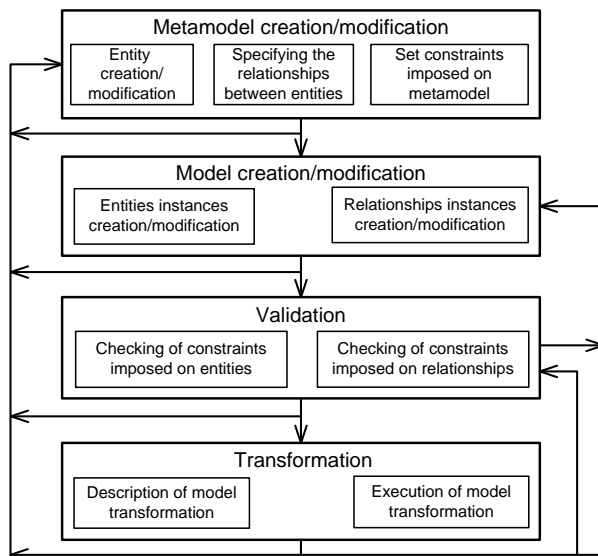 Metamodel creation/modification
Entity
creation/
modification
Specifying the
relationships
between entities
Set constraints
imposed on
metamodel
Model creation/modification
Entities instances
creation/modification
Relationships instances
creation/modification
Validation
Checking of constraints
imposed on entities
Checking of constraints
imposed on relationships
Transformation
Description of model
transformation
Execution of model
transformation